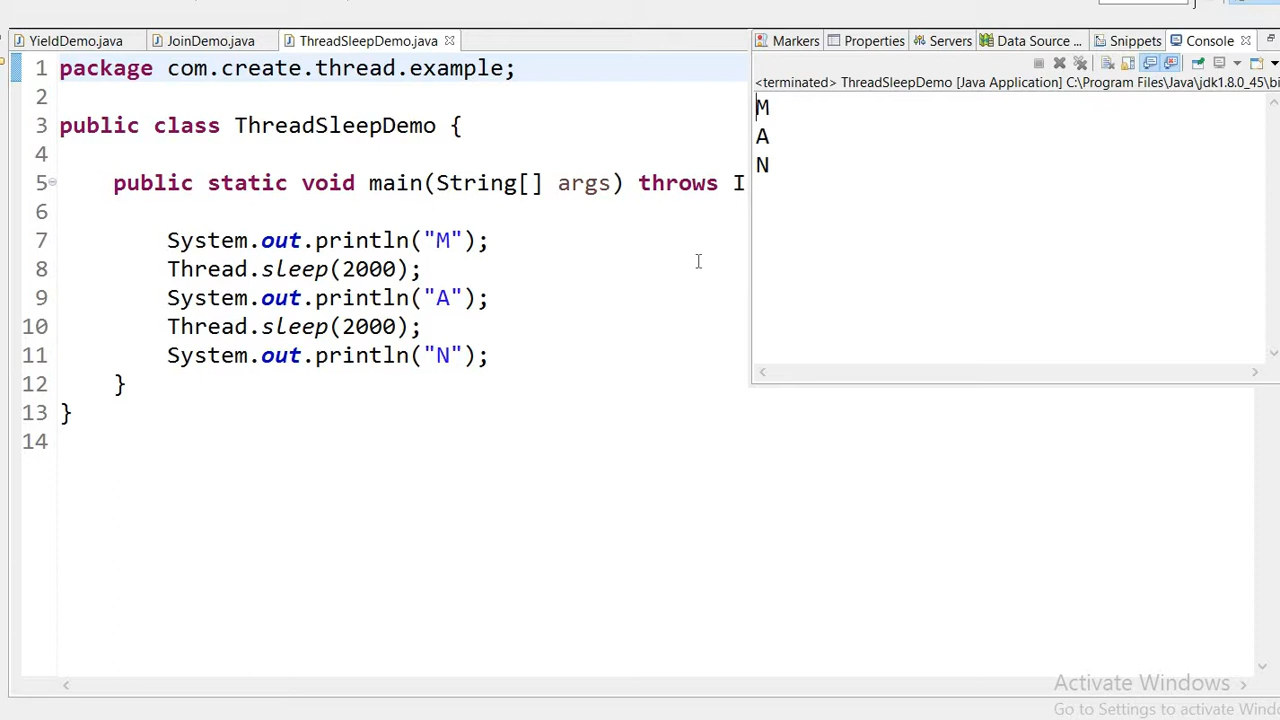 YieldDemo.java JoinDemo.java ThreadSleepDemo.java
1 package com.create.thread.example;
2
3 public class ThreadSleepDemo {
4
5 public static void main(String[] args) throws I
6
7 System.out.println("M");
8 Thread.sleep(2000);
9 System.out.println("A");
10 Thread.sleep(2000);
11 System.out.println("N");
12 }
13 }
14
Markers Properties Servers Data Source ... Snippets Console
<terminated> ThreadSleepDemo [Java Application] C:\Program Files\Java\jdk1.8.0_45\bi
M
A
N
Activate Windows
Go to Settings to activate Wind